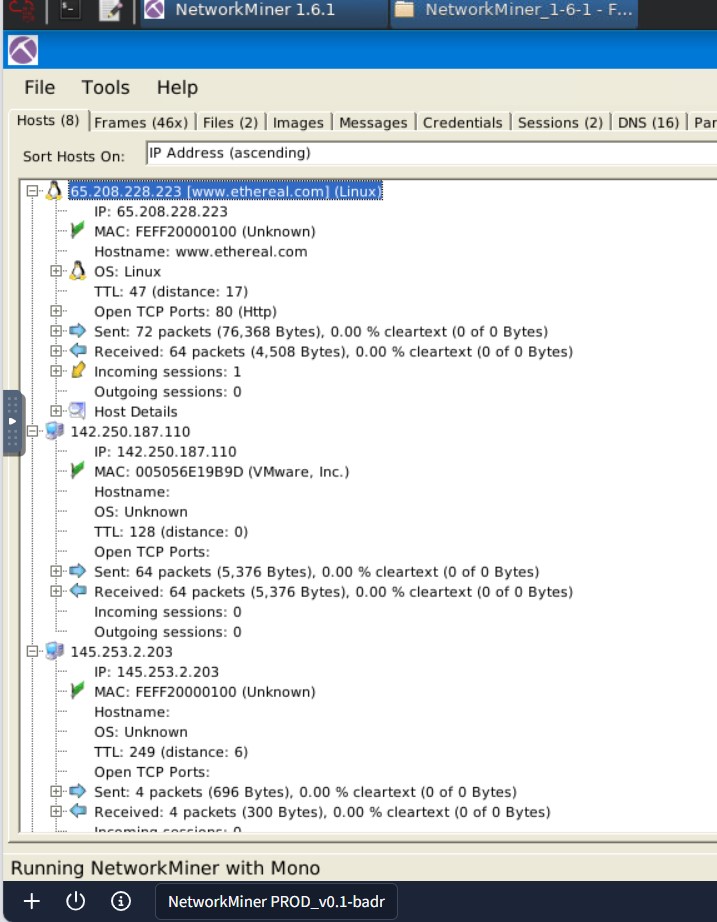 NetworkMiner 1.6.1
NetworkMiner_1-6-1 - F...
File Tools Help
Hosts (8) Frames (46x) Files (2) Images Messages Credentials Sessions (2) DNS (16) Par
Sort Hosts On: IP Address (ascending)
65.208.228.223 [www.ethereal.com] (Linux)
IP: 65.208.228.223
MAC: FEFF20000100 (Unknown)
Hostname: www.ethereal.com
OS: Linux
TTL: 47 (distance: 17)
Open TCP Ports: 80 (Http)
Sent: 72 packets (76,368 Bytes), 0.00 % cleartext (0 of 0 Bytes)
Received: 64 packets (4,508 Bytes), 0.00 % cleartext (0 of 0 Bytes)
Incoming sessions: 1
Outgoing sessions: 0
Host Details
142.250.187.110
IP: 142.250.187.110
MAC: 005056E19B9D (VMware, Inc.)
Hostname:
OS: Unknown
TTL: 128 (distance: 0)
Open TCP Ports:
Sent: 64 packets (5,376 Bytes), 0.00 % cleartext (0 of 0 Bytes)
Received: 64 packets (5,376 Bytes), 0.00 % cleartext (0 of 0 Bytes)
Incoming sessions: 0
Outgoing sessions: 0
145.253.2.203
IP: 145.253.2.203
MAC: FEFF20000100 (Unknown)
Hostname:
OS: Unknown
TTL: 249 (distance: 6)
Open TCP Ports:
Sent: 4 packets (696 Bytes), 0.00 % cleartext (0 of 0 Bytes)
Received: 4 packets (300 Bytes), 0.00 % cleartext (0 of 0 Bytes)
Incoming sessions: 0
Running NetworkMiner with Mono
NetworkMiner PROD_v0.1-badr